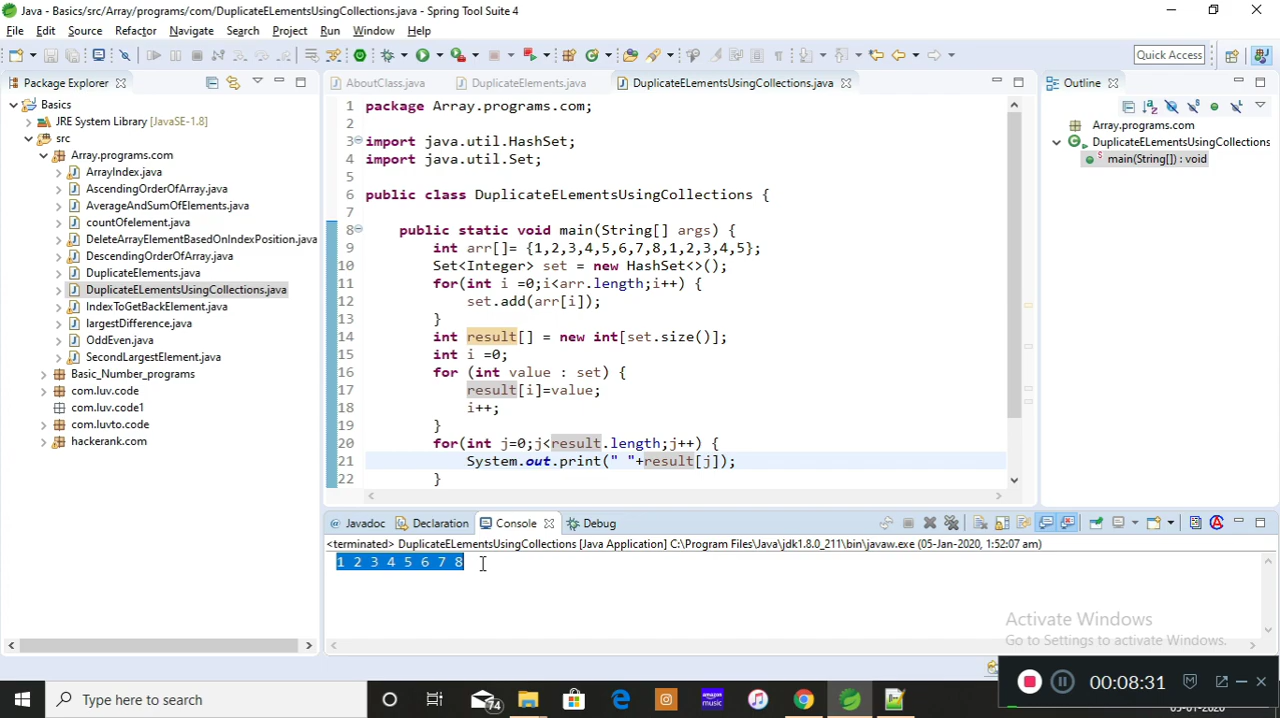 Java - Basics/src/Array/programs/com/DuplicateELementsUsingCollections.java - Spring Tool Suite 4
File Edit Source Refactor Navigate Search Project Run Window Help
Quick Access
Package Explorer
Basics
JRE System Library [JavaSE-1.8]
src
Array.programs.com
ArrayIndex.java
AscendingOrderOfArray.java
AverageAndSumOfElements.java
countOfelement.java
DeleteArrayElementBasedOnIndexPosition.java
DescendingOrderOfArray.java
DuplicateElements.java
DuplicateELementsUsingCollections.java
IndexToGetBackElement.java
largestDifference.java
OddEven.java
SecondLargestElement.java
Basic_Number_programs
com.luv.code
com.luv.code1
com.luvto.code
hackerank.com
AboutClass.java DuplicateElements.java DuplicateELementsUsingCollections.java
1 package Array.programs.com;
2
3 import java.util.HashSet;
4 import java.util.Set;
5
6 public class DuplicateELementsUsingCollections {
7
8 public static void main(String[] args) {
9 int arr[]= {1,2,3,4,5,6,7,8,1,2,3,4,5};
10 Set<Integer> set = new HashSet<>();
11 for(int i =0;i<arr.length;i++) {
12 set.add(arr[i]);
13 }
14 int result[] = new int[set.size()];
15 int i =0;
16 for (int value : set) {
17 result[i]=value;
18 i++;
19 }
20 for(int j=0;j<result.length;j++) {
21 System.out.print(" "+result[j]);
22 }
Outline
Array.programs.com
DuplicateELementsUsingCollections
main(String[]) : void
Javadoc Declaration Console Debug
<terminated> DuplicateELementsUsingCollections [Java Application] C:\Program Files\Java\jdk1.8.0_211\bin\javaw.exe (05-Jan-2020, 1:52:07 am)
1 2 3 4 5 6 7 8
Activate Windows
Go to Settings to activate Windows.
00:08:31
Type here to search
74
amazon music